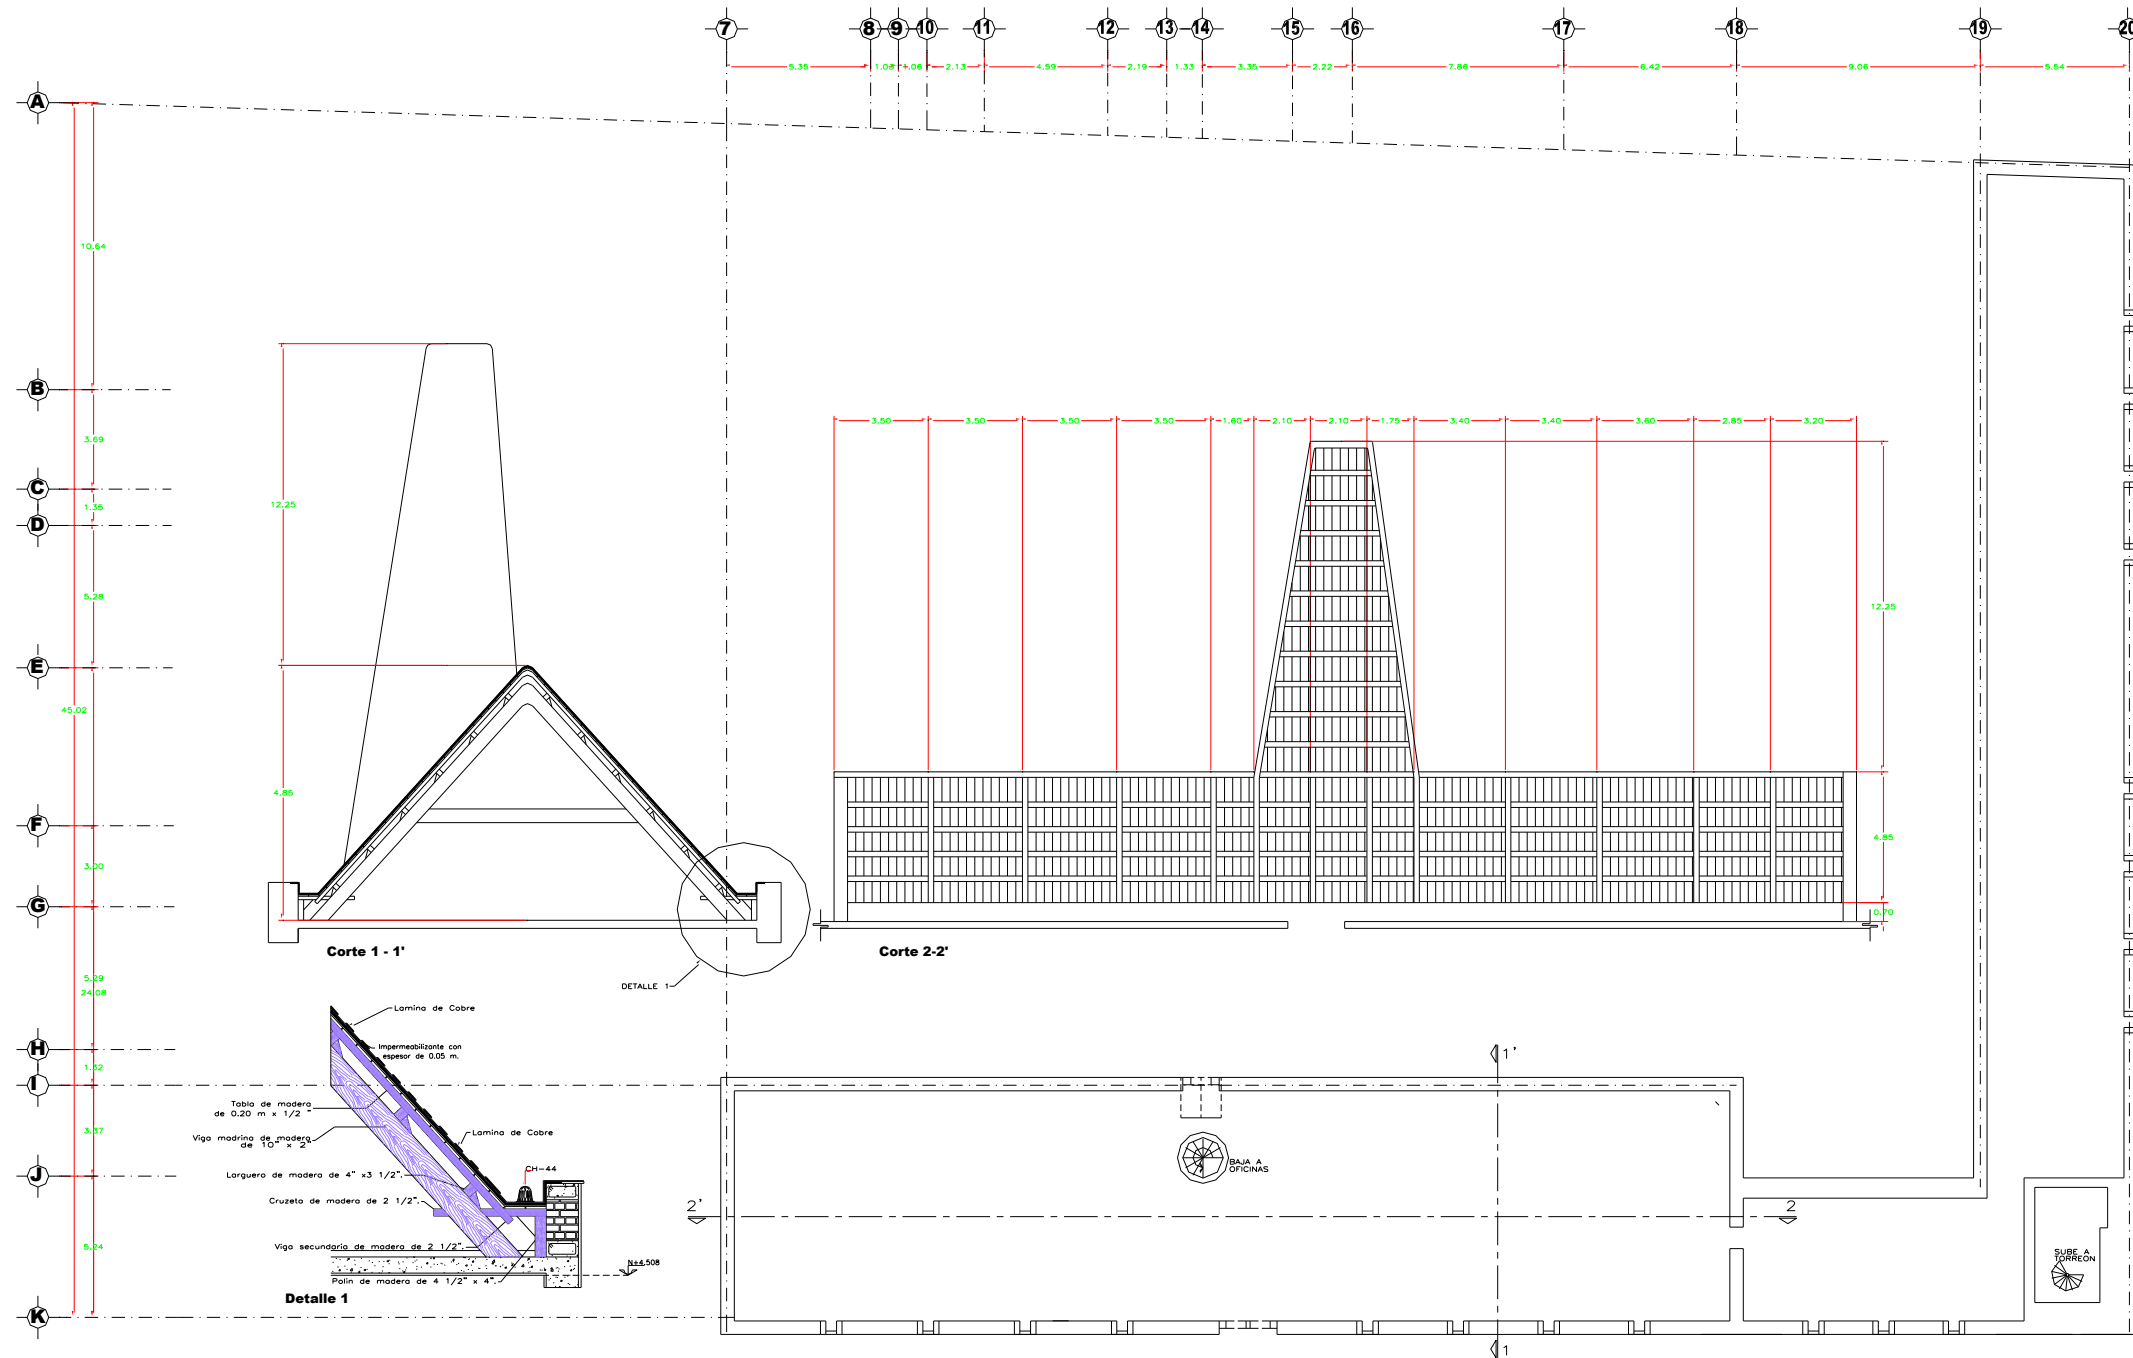 7 8 9 10 11 12 13 14 15 16 17 18 19 20
5.35 1.06 2.13 4.59 2.19 1.33 3.35 2.22 7.86 6.42 9.06 5.54
A
10.64
B
3.69
C
1.35
D
5.28
E
45.02
F
3.00
G
5.29
24.08
H
1.32
I
3.37
J
5.24
K
12.25
4.85
Corte 1 - 1'
DETALLE 1
3.50 3.50 3.50 3.50 1.60 2.10 2.10 1.75 3.40 3.40 3.60 2.85 3.20
12.25
4.85
0.70
Corte 2-2'
Lamina de Cobre
Impermeabilizante con
espesor de 0.05 m.
Tabla de madera
de 0.20 m x 1/2 "
Viga madrina de madera
de 10" x 2"
Lamina de Cobre
Larguero de madera de 4" x3 1/2".
CH-44
Cruzeta de madera de 2 1/2".
Viga secundaria de madera de 2 1/2".
N+4,508
Polin de madera de 4 1/2" x 4".
Detalle 1
1'
BAJA A
OFICINAS
2'
2
SUBE A
TORREON
1